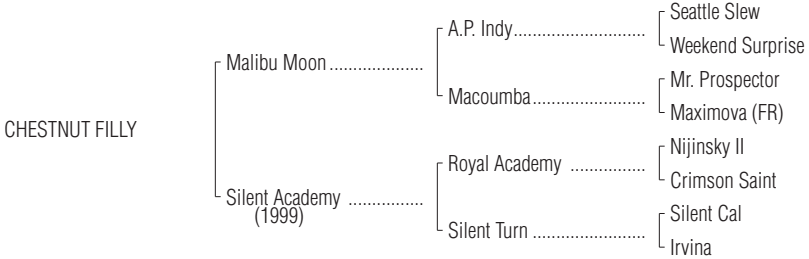 Seattle Slew
A.P. Indy............................
Weekend Surprise
Malibu Moon ....................
Mr. Prospector
Macoumba........................
Maximova (FR)
CHESTNUT FILLY
Nijinsky II
Royal Academy ................
Crimson Saint
Silent Academy ................
(1999)
Silent Cal
Silent Turn ........................
Irvina